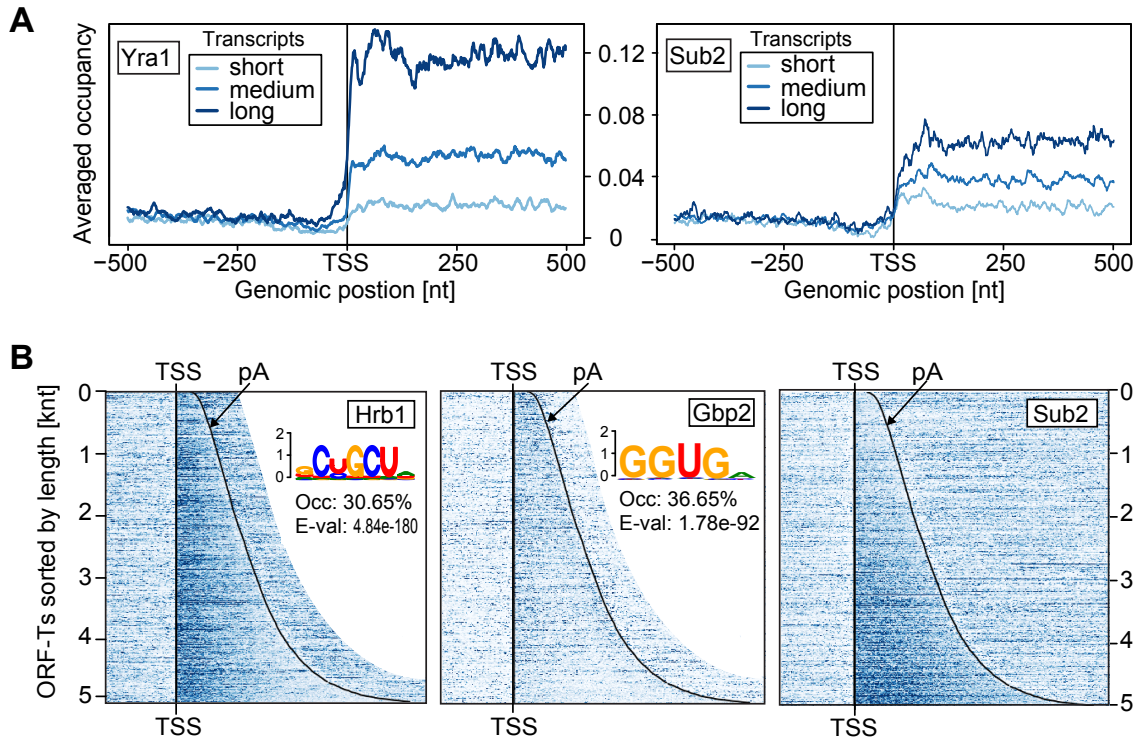 A
Yra1
Transcripts
short
medium
long
Averaged occupancy
0.12
0.04
0
−500
−250
TSS
250
500
Genomic postion [nt]
Sub2
Transcripts
short
medium
long
−500
−250
TSS
250
500
Genomic postion [nt]
B
ORF-Ts sorted by length [knt]
0
1
2
3
4
5
TSS
pA
Hrb1
2
1
0
CUGCU
Occ: 30.65%
E-val: 4.84e-180
TSS
TSS
pA
Gbp2
2
1
0
GGUG
Occ: 36.65%
E-val: 1.78e-92
TSS
TSS
pA
Sub2
0
1
2
3
4
5
TSS